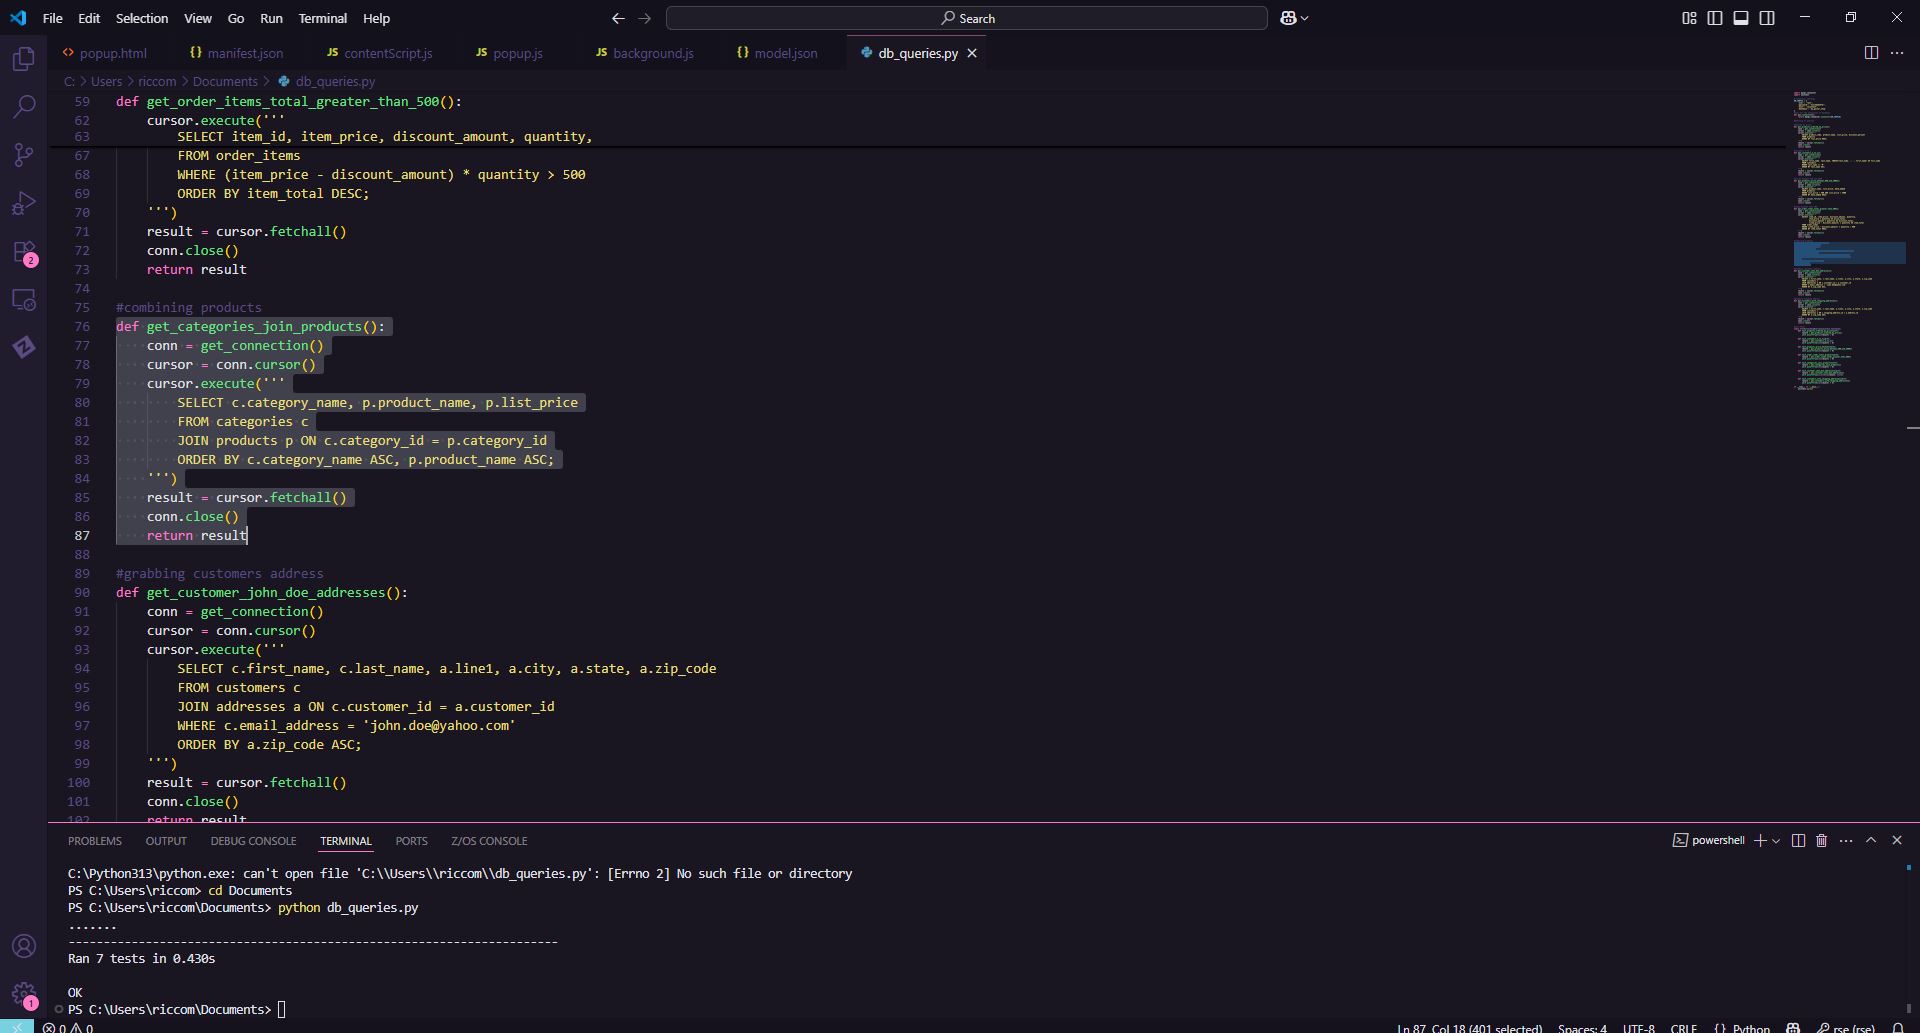 File Edit Selection View Go Run Terminal Help Search
popup.html manifest.json contentScript.js popup.js background.js model.json db_queries.py
C: > Users > riccom > Documents > db_queries.py
59 def get_order_items_total_greater_than_500():
62 cursor.execute('''
63 SELECT item_id, item_price, discount_amount, quantity,
67 FROM order_items
68 WHERE (item_price - discount_amount) * quantity > 500
69 ORDER BY item_total DESC;
70 ''')
71 result = cursor.fetchall()
72 conn.close()
73 return result
74
75 #combining products
76 def get_categories_join_products():
77 conn = get_connection()
78 cursor = conn.cursor()
79 cursor.execute('''
80 SELECT c.category_name, p.product_name, p.list_price
81 FROM categories c
82 JOIN products p ON c.category_id = p.category_id
83 ORDER BY c.category_name ASC, p.product_name ASC;
84 ''')
85 result = cursor.fetchall()
86 conn.close()
87 return result
88
89 #grabbing customers address
90 def get_customer_john_doe_addresses():
91 conn = get_connection()
92 cursor = conn.cursor()
93 cursor.execute('''
94 SELECT c.first_name, c.last_name, a.line1, a.city, a.state, a.zip_code
95 FROM customers c
96 JOIN addresses a ON c.customer_id = a.customer_id
97 WHERE c.email_address = 'john.doe@yahoo.com'
98 ORDER BY a.zip_code ASC;
99 ''')
100 result = cursor.fetchall()
101 conn.close()
102 return result
2
1
PROBLEMS OUTPUT DEBUG CONSOLE TERMINAL PORTS Z/OS CONSOLE powershell
C:\Python313\python.exe: can't open file 'C:\\Users\\riccom\\db_queries.py': [Errno 2] No such file or directory
PS C:\Users\riccom> cd Documents
PS C:\Users\riccom\Documents> python db_queries.py
.......
----------------------------------------------------------------------
Ran 7 tests in 0.430s
OK
PS C:\Users\riccom\Documents>
0 0 Ln 87, Col 18 (401 selected) Spaces: 4 UTF-8 CRLF {} Python rse (rse)